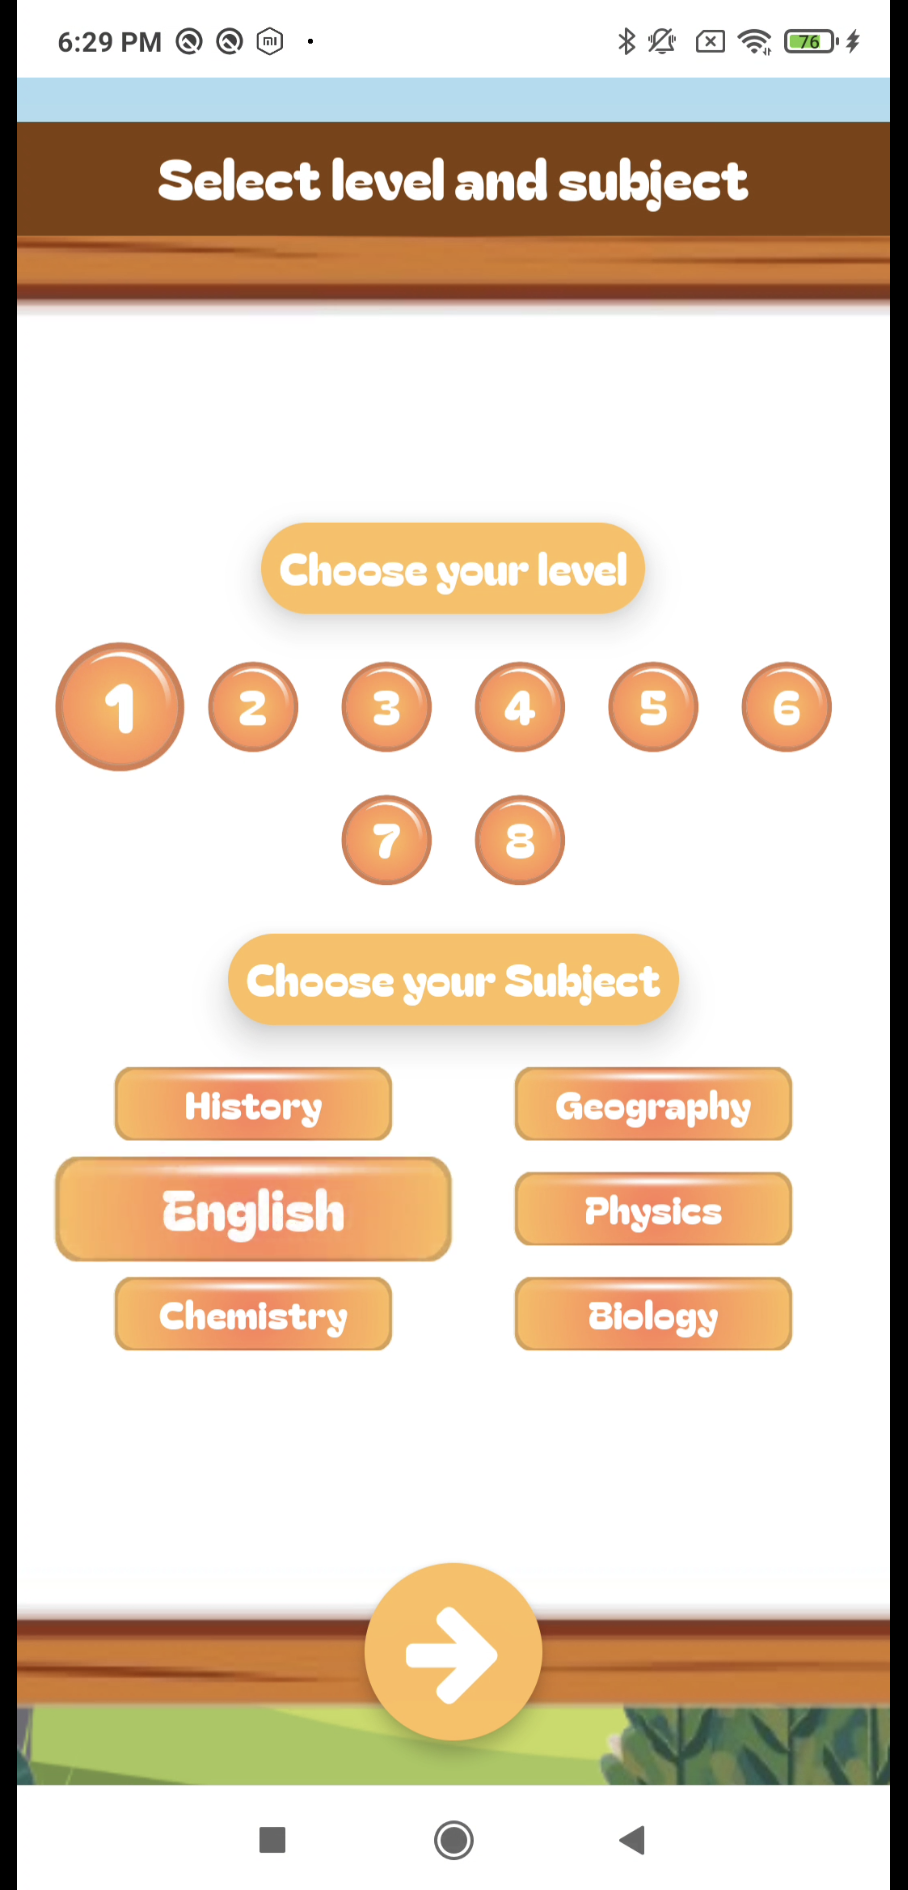 6:29 PM
76
Select level and subject
Choose your level
1 2 3 4 5 6
7 8
Choose your Subject
History Geography
English Physics
Chemistry Biology